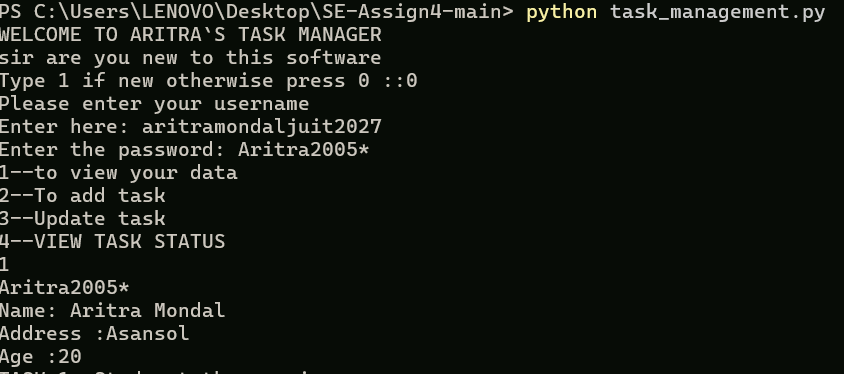 PS C:\Users\LENOVO\Desktop\SE-Assign4-main> python task_management.py
WELCOME TO ARITRA`S TASK MANAGER
sir are you new to this software
Type 1 if new otherwise press 0 ::0
Please enter your username
Enter here: aritramondaljuit2027
Enter the password: Aritra2005*
1--to view your data
2--To add task
3--Update task
4--VIEW TASK STATUS
1
Aritra2005*
Name: Aritra Mondal
Address :Asansol
Age :20